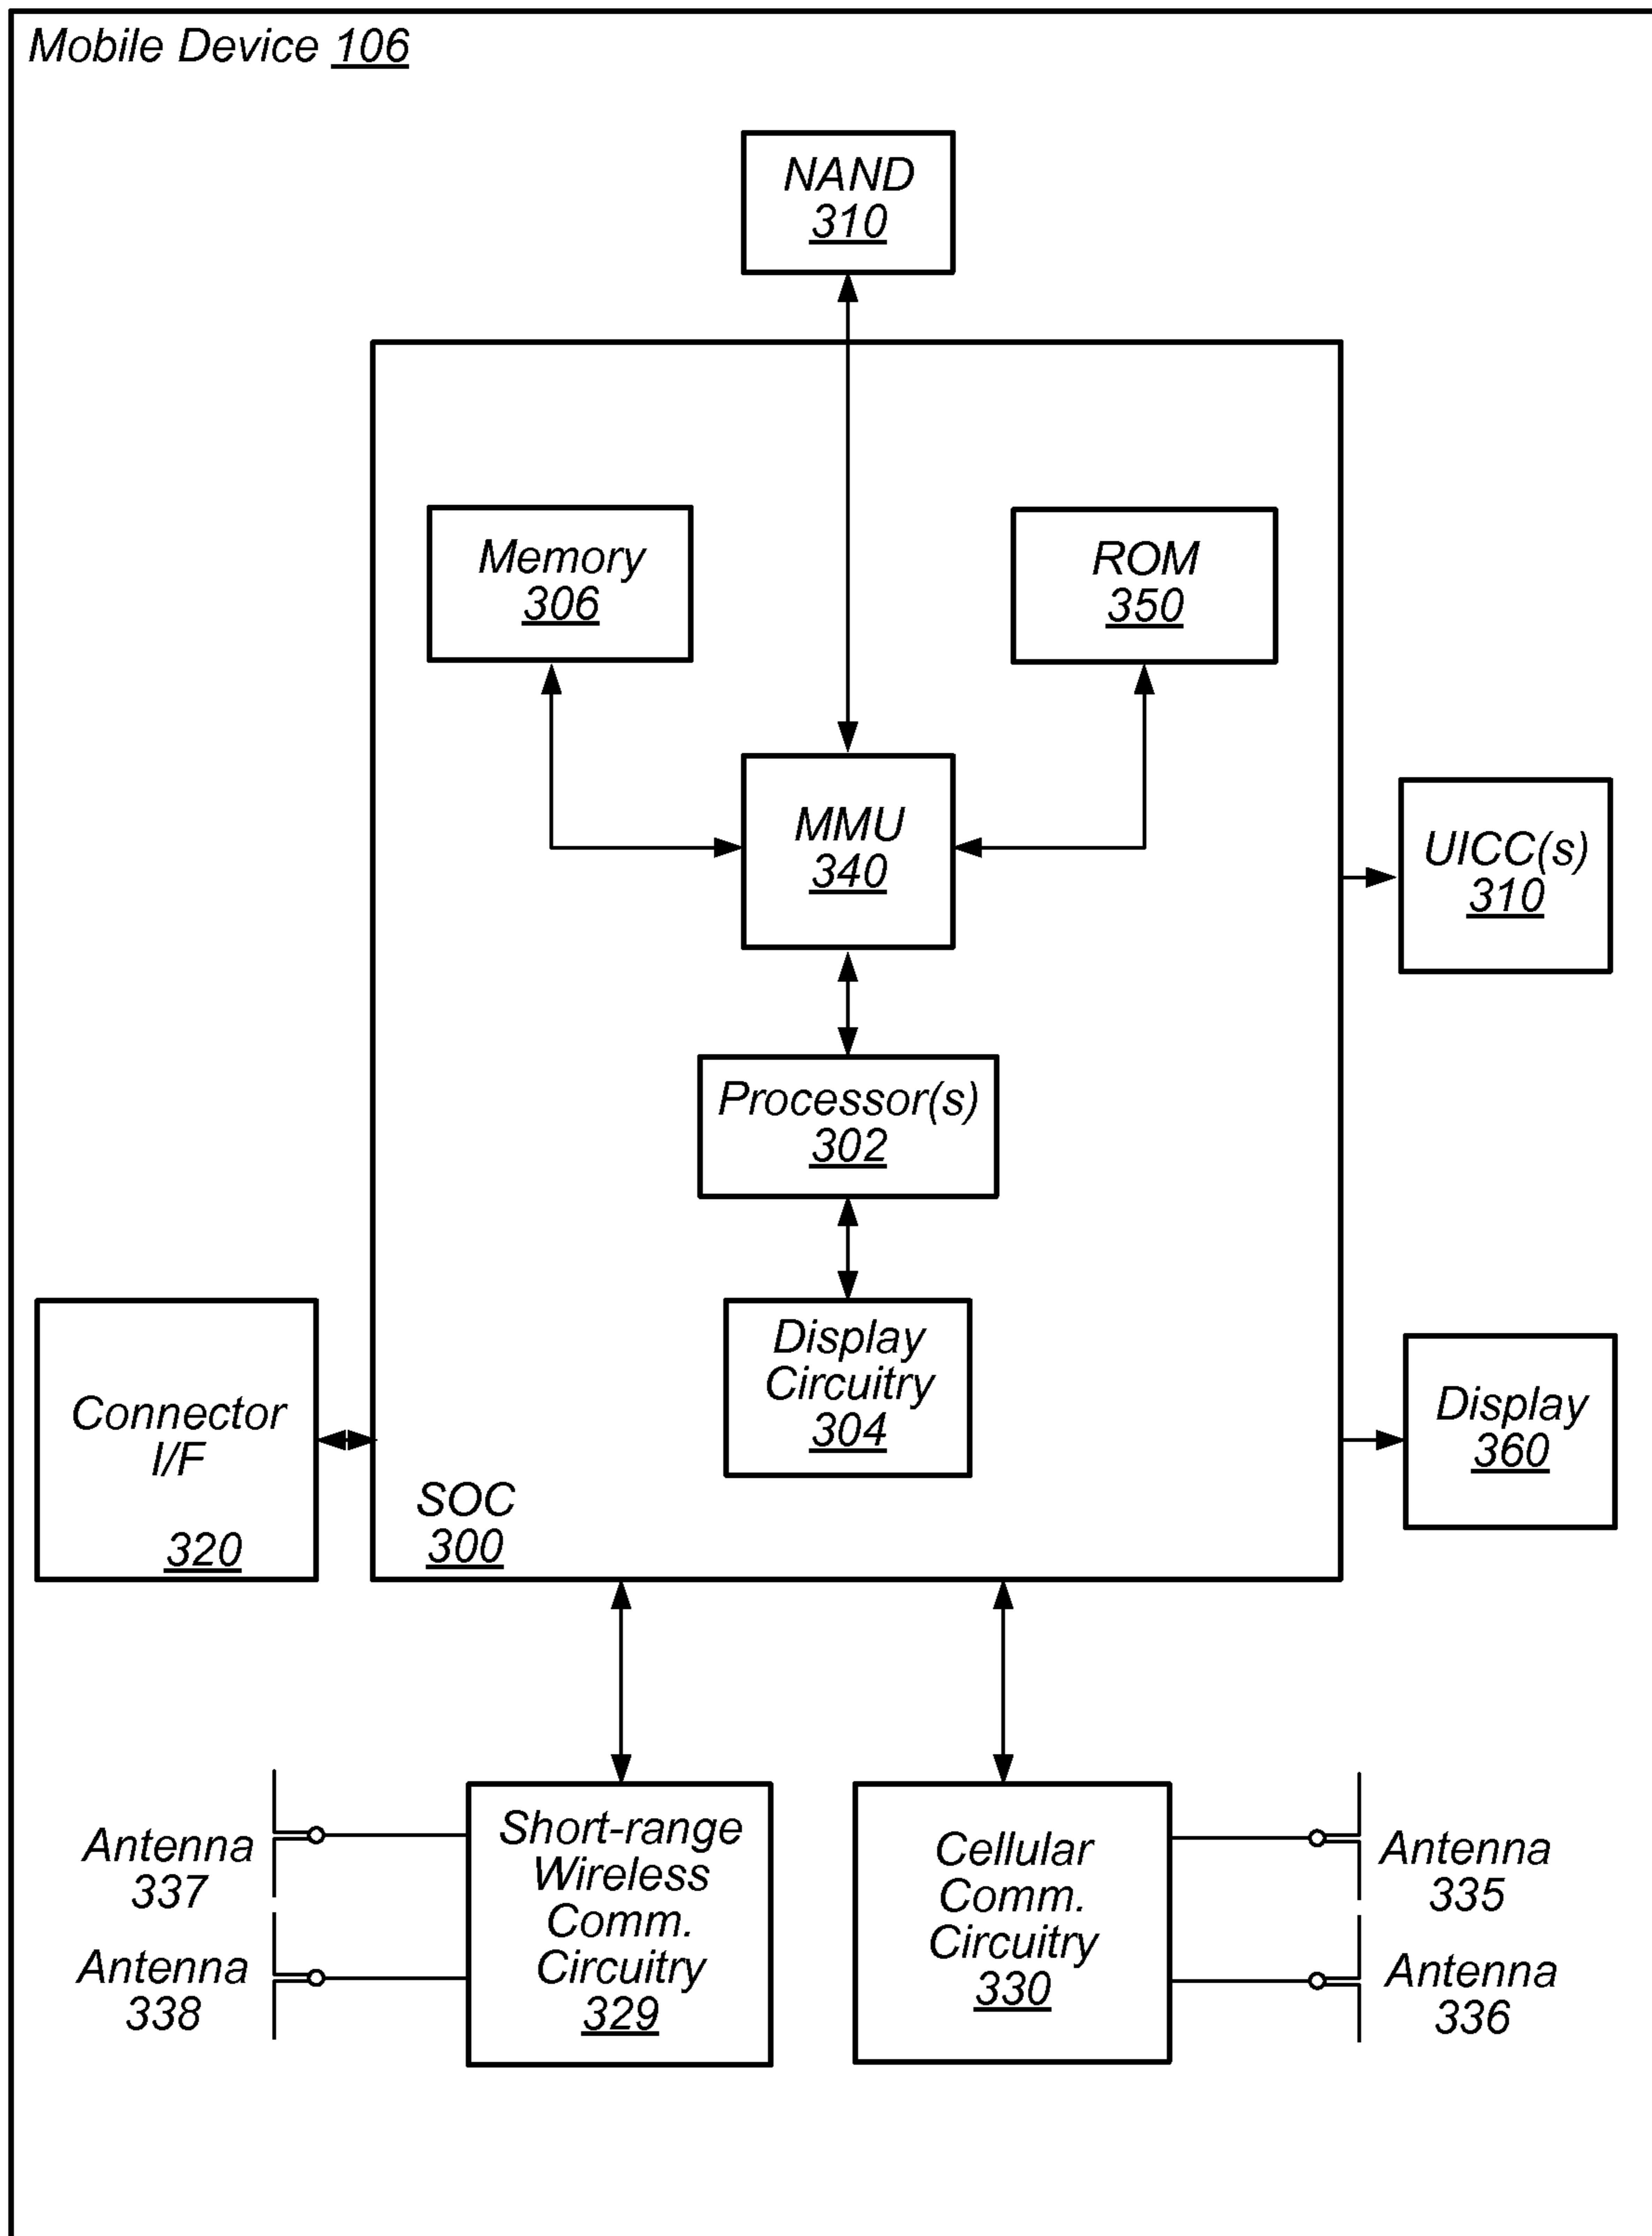 Mobile Device 106
NAND
310
Memory
306
ROM
350
MMU
340
UICC(s)
310
Processor(s)
302
Display
Circuitry
304
Connector
I/F
320
Display
360
SOC
300
Antenna
337
Antenna
338
Short-range
Wireless
Comm.
Circuitry
329
Cellular
Comm.
Circuitry
330
Antenna
335
Antenna
336